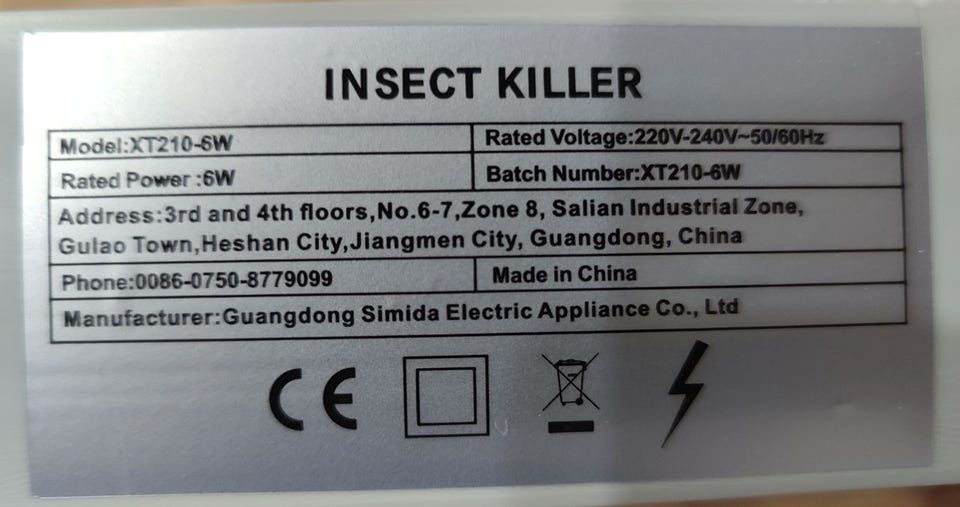 INSECT KILLER
Model:XT210-6W
Rated Voltage:220V-240V~50/60Hz
Rated Power :6W
Batch Number:XT210-6W
Address:3rd and 4th floors,No.6-7,Zone 8, Salian Industrial Zone,
Gulao Town,Heshan City,Jiangmen City, Guangdong, China
Phone:0086-0750-8779099
Made in China
Manufacturer:Guangdong Simida Electric Appliance Co., Ltd
CE